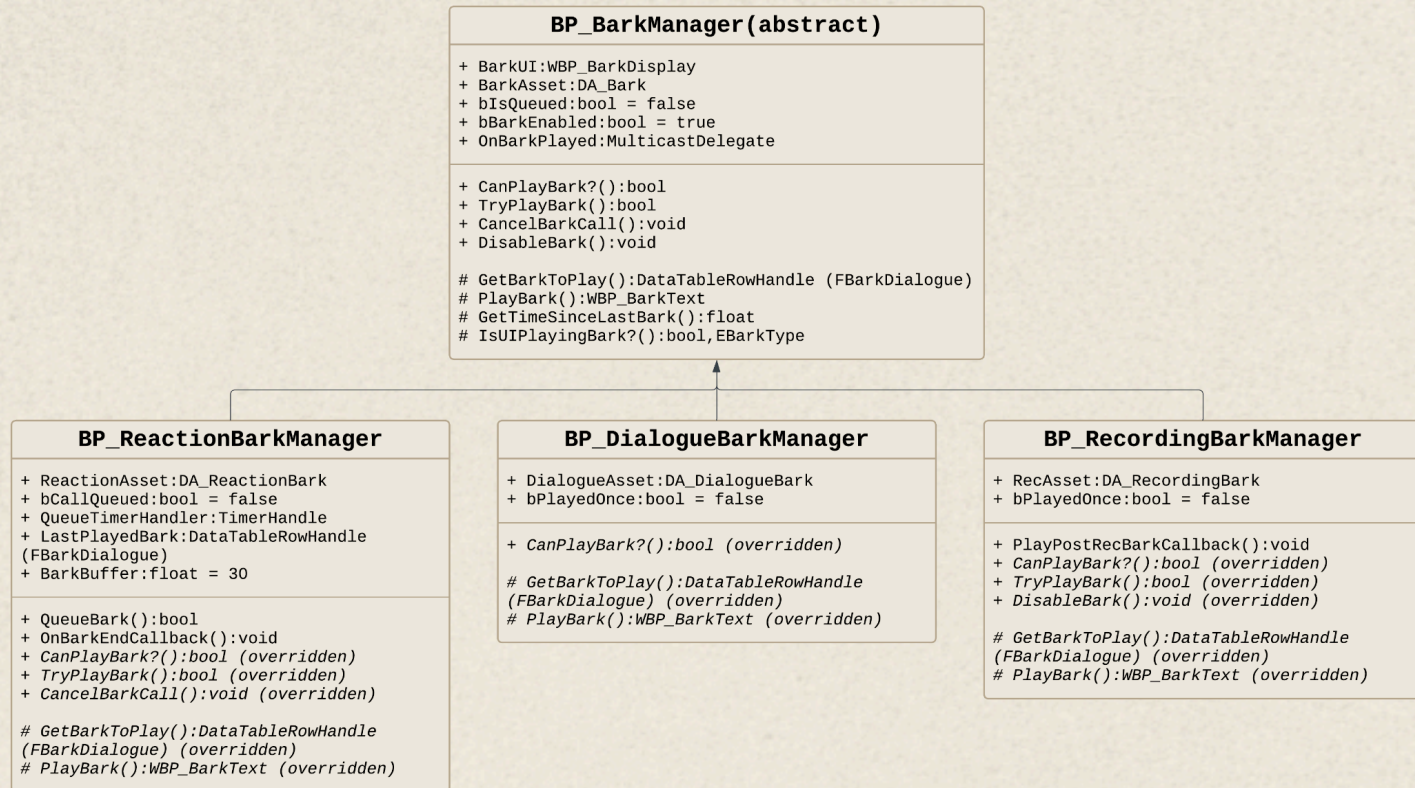 BP_BarkManager(abstract)
+ BarkUI:WBP_BarkDisplay
+ BarkAsset:DA_Bark
+ bIsQueued:bool = false
+ bBarkEnabled:bool = true
+ OnBarkPlayed:MulticastDelegate
+ CanPlayBark?():bool
+ TryPlayBark():bool
+ CancelBarkCall():void
+ DisableBark():void
# GetBarkToPlay():DataTableRowHandle (FBarkDialogue)
# PlayBark():WBP_BarkText
# GetTimeSinceLastBark():float
# IsUIPlayingBark?():bool,EBarkType
BP_ReactionBarkManager
+ ReactionAsset:DA_ReactionBark
+ bCallQueued:bool = false
+ QueueTimerHandler:TimerHandle
+ LastPlayedBark:DataTableRowHandle
(FBarkDialogue)
+ BarkBuffer:float = 30
+ QueueBark():bool
+ OnBarkEndCallback():void
+ CanPlayBark?():bool (overridden)
+ TryPlayBark():bool (overridden)
+ CancelBarkCall():void (overridden)
# GetBarkToPlay():DataTableRowHandle
(FBarkDialogue) (overridden)
# PlayBark():WBP_BarkText (overridden)
BP_DialogueBarkManager
+ DialogueAsset:DA_DialogueBark
+ bPlayedOnce:bool = false
+ CanPlayBark?():bool (overridden)
# GetBarkToPlay():DataTableRowHandle
(FBarkDialogue) (overridden)
# PlayBark():WBP_BarkText (overridden)
BP_RecordingBarkManager
+ RecAsset:DA_RecordingBark
+ bPlayedOnce:bool = false
+ PlayPostRecBarkCallback():void
+ CanPlayBark?():bool (overridden)
+ TryPlayBark():bool (overridden)
+ DisableBark():void (overridden)
# GetBarkToPlay():DataTableRowHandle
(FBarkDialogue) (overridden)
# PlayBark():WBP_BarkText (overridden)